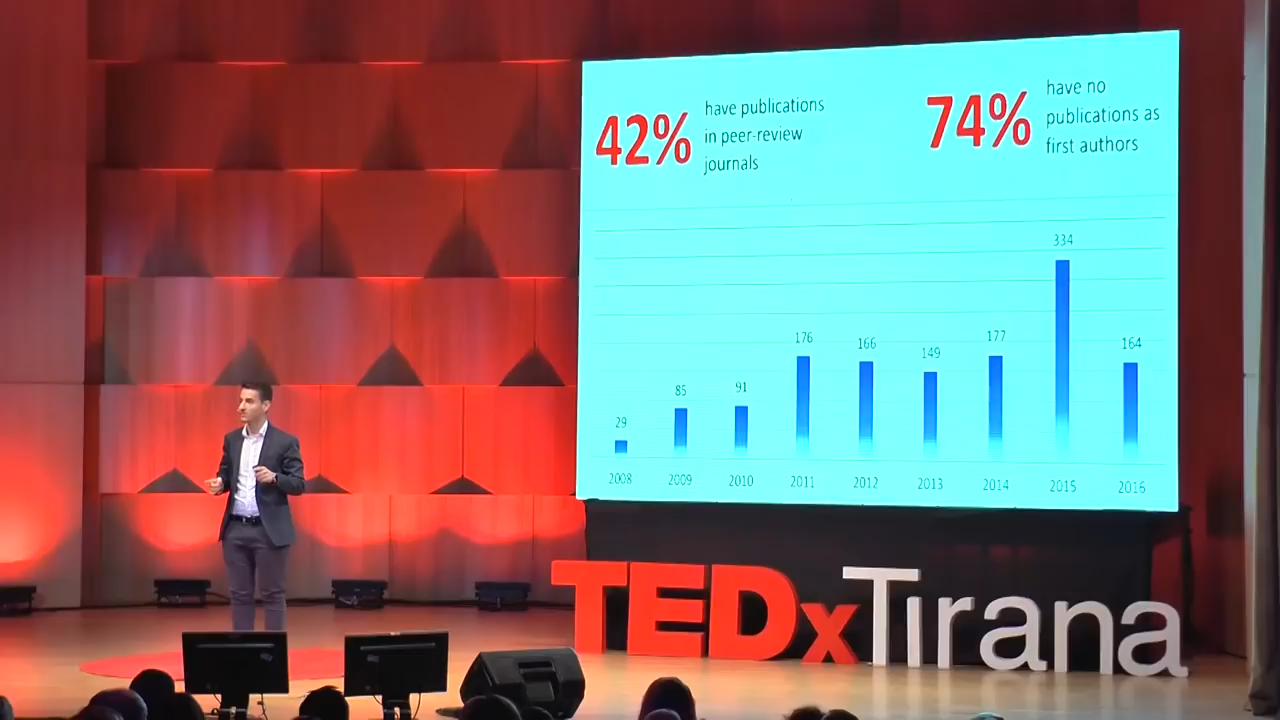 42%
have publications
in peer-review
journals
74%
have no
publications as
first authors
29
85
91
176
166
149
177
334
164
2008
2009
2010
2011
2012
2013
2014
2015
2016
TEDxTirana